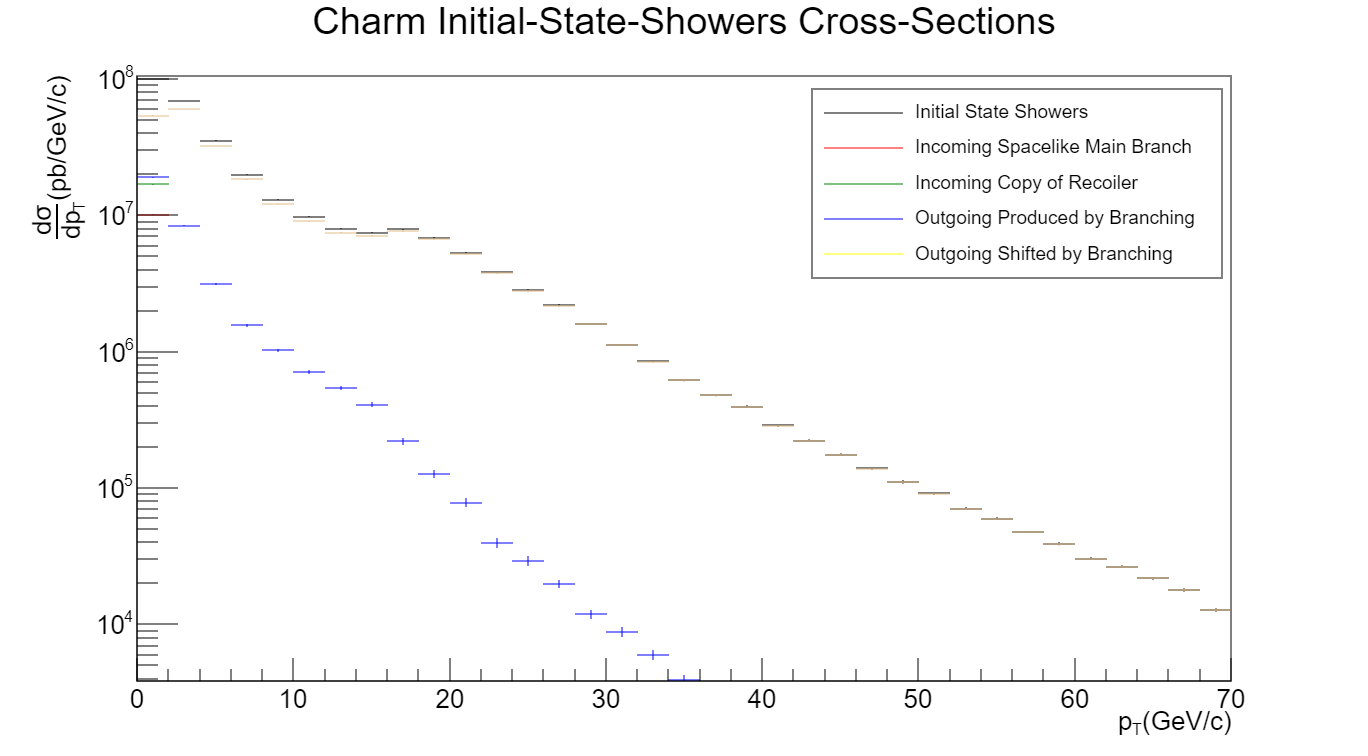 Charm Initial-State-Showers Cross-Sections
dσ/dpT (pb/GeV/c)
10^8
10^7
10^6
10^5
10^4
Initial State Showers
Incoming Spacelike Main Branch
Incoming Copy of Recoiler
Outgoing Produced by Branching
Outgoing Shifted by Branching
0 10 20 30 40 50 60 70
pT(GeV/c)